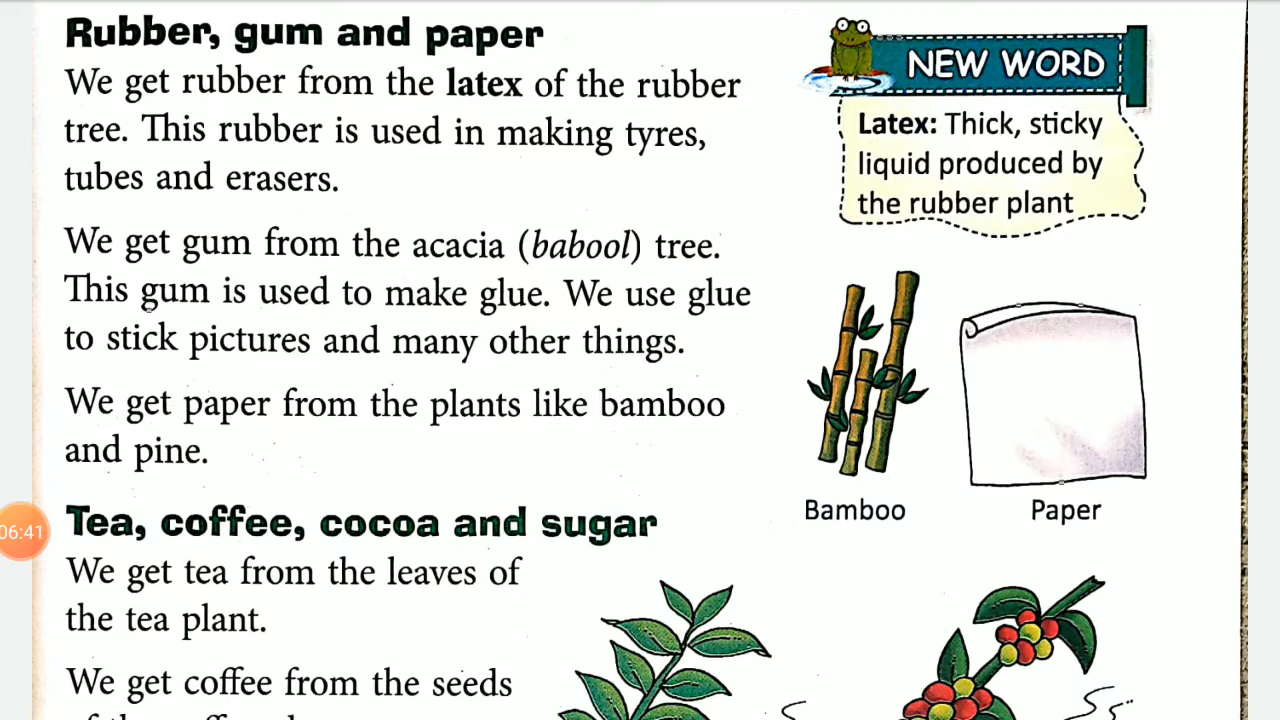 Rubber, gum and paper
We get rubber from the latex of the rubber
tree. This rubber is used in making tyres,
tubes and erasers.
We get gum from the acacia (babool) tree.
This gum is used to make glue. We use glue
to stick pictures and many other things.
We get paper from the plants like bamboo
and pine.
NEW WORD
Latex: Thick, sticky
liquid produced by
the rubber plant
Bamboo
Paper
06:41
Tea, coffee, cocoa and sugar
We get tea from the leaves of
the tea plant.
We get coffee from the seeds